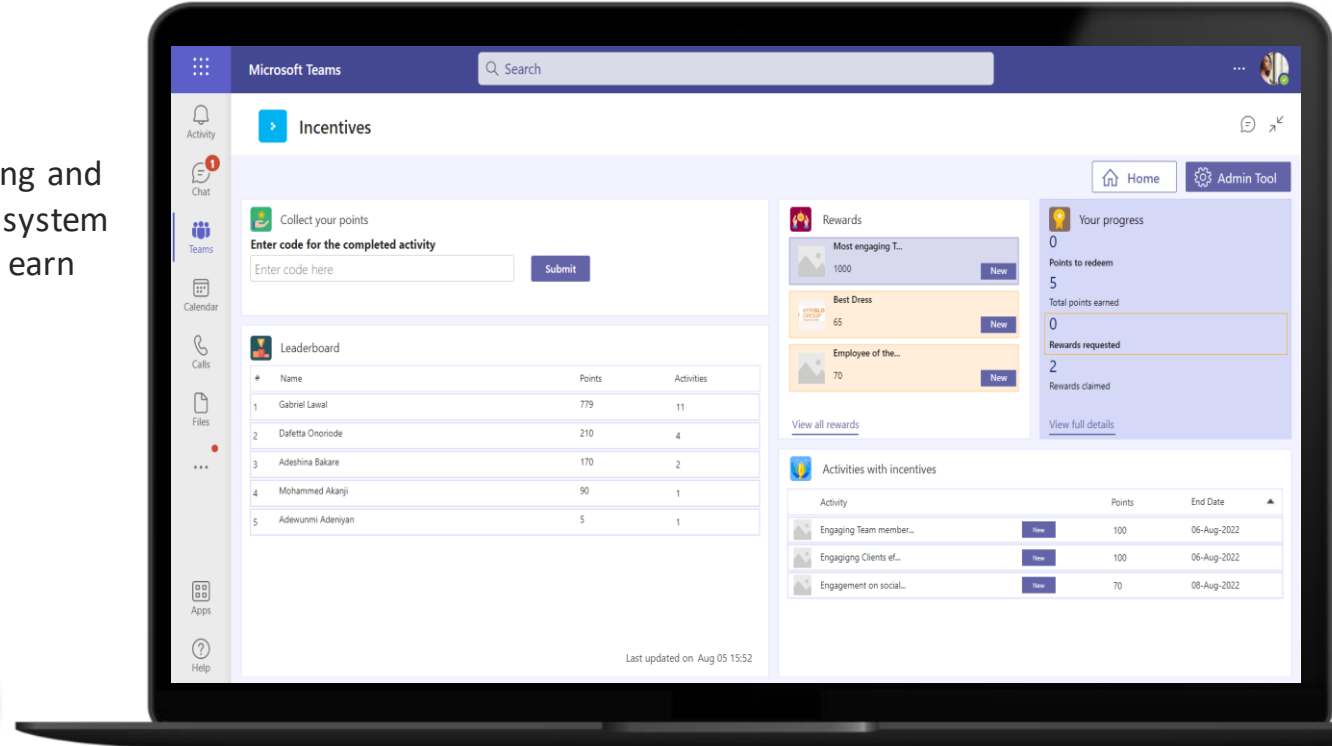 ng and
system
earn
Microsoft Teams
Search
Activity
1
Chat
Teams
Calendar
Calls
Files
Apps
Help
Incentives
Home
Admin Tool
Collect your points
Enter code for the completed activity
Enter code here
Submit
Leaderboard
# Name Points Activities
1 Gabriel Lawal 779 11
2 Dafetta Onoriode 210 4
3 Adeshina Bakare 170 2
4 Mohammed Akanji 90 1
5 Adewunmi Adeniyan 5 1
Last updated on Aug 05 15:52
Rewards
Most engaging T...
1000 New
Best Dress
65 New
Employee of the...
70 New
View all rewards
Your progress
0
Points to redeem
5
Total points earned
0
Rewards requested
2
Rewards claimed
View full details
Activities with incentives
Activity Points End Date
Engaging Team member... New 100 06-Aug-2022
Engagigng Clients ef... New 100 06-Aug-2022
Engagement on social... New 70 08-Aug-2022